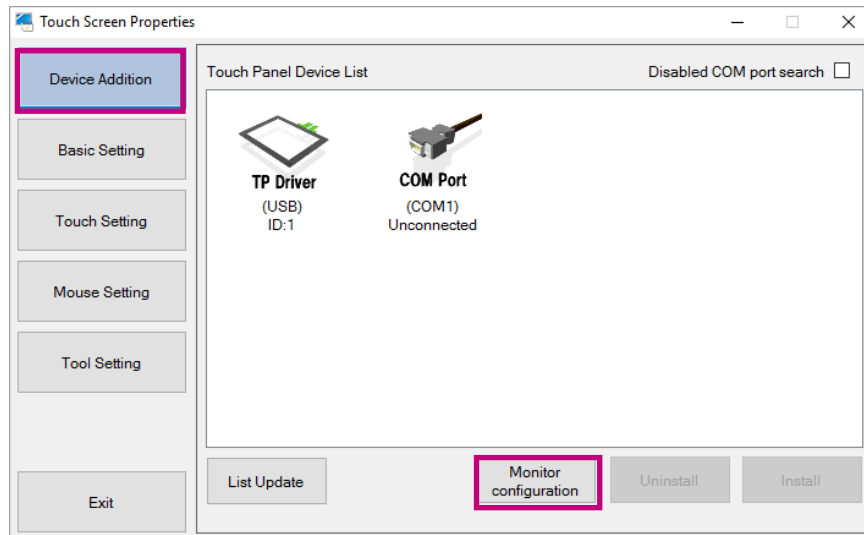 Touch Screen Properties
Device Addition
Basic Setting
Touch Setting
Mouse Setting
Tool Setting
Exit
Touch Panel Device List
Disabled COM port search
TP Driver
(USB)
ID:1
COM Port
(COM1)
Unconnected
List Update
Monitor
configuration
Uninstall
Install